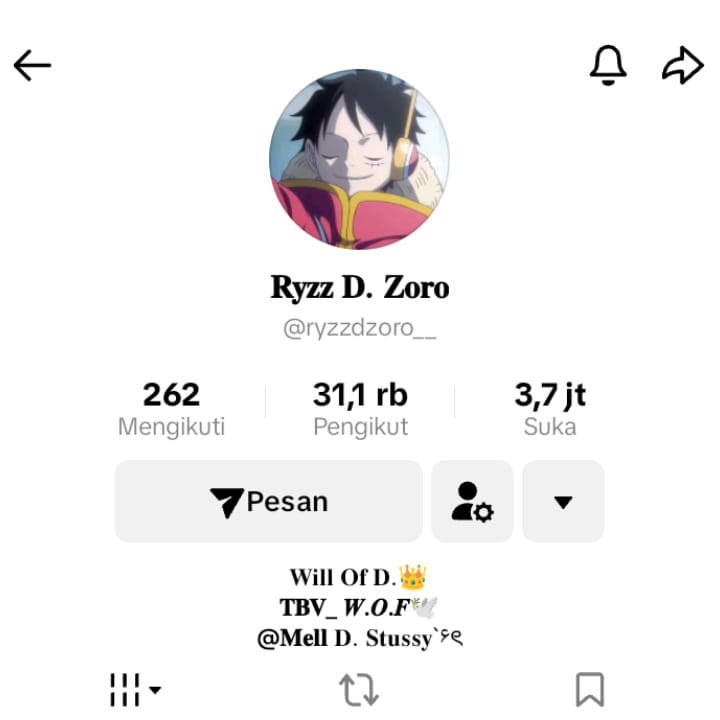 Ryzz D. Zoro
@ryzzdzoro__
262 31,1 rb 3,7 jt
Mengikuti Pengikut Suka
Pesan
Will Of D.👑
TBV_ W.O.F🕊️
@Mell D. Stussy`۶ৎ